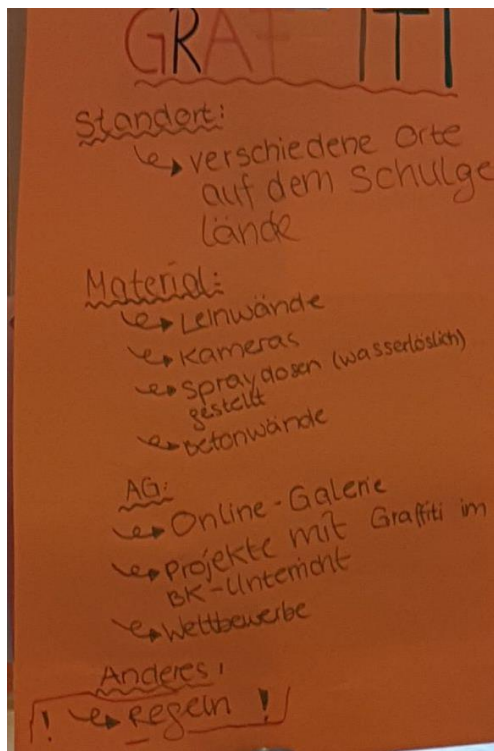 GRAFFITI
Standort:
↳ verschiedene Orte
auf dem Schulge
lände
Material:
↳ Leinwände
↳ Kameras
↳ Spraydosen (wasserlöslich)
gestellt
↳ Betonwände
AG:
↳ Online-Galerie
↳ Projekte mit Graffiti im
BK-Unterricht
↳ Wettbewerbe
Anderes:
! ↳ Regeln !